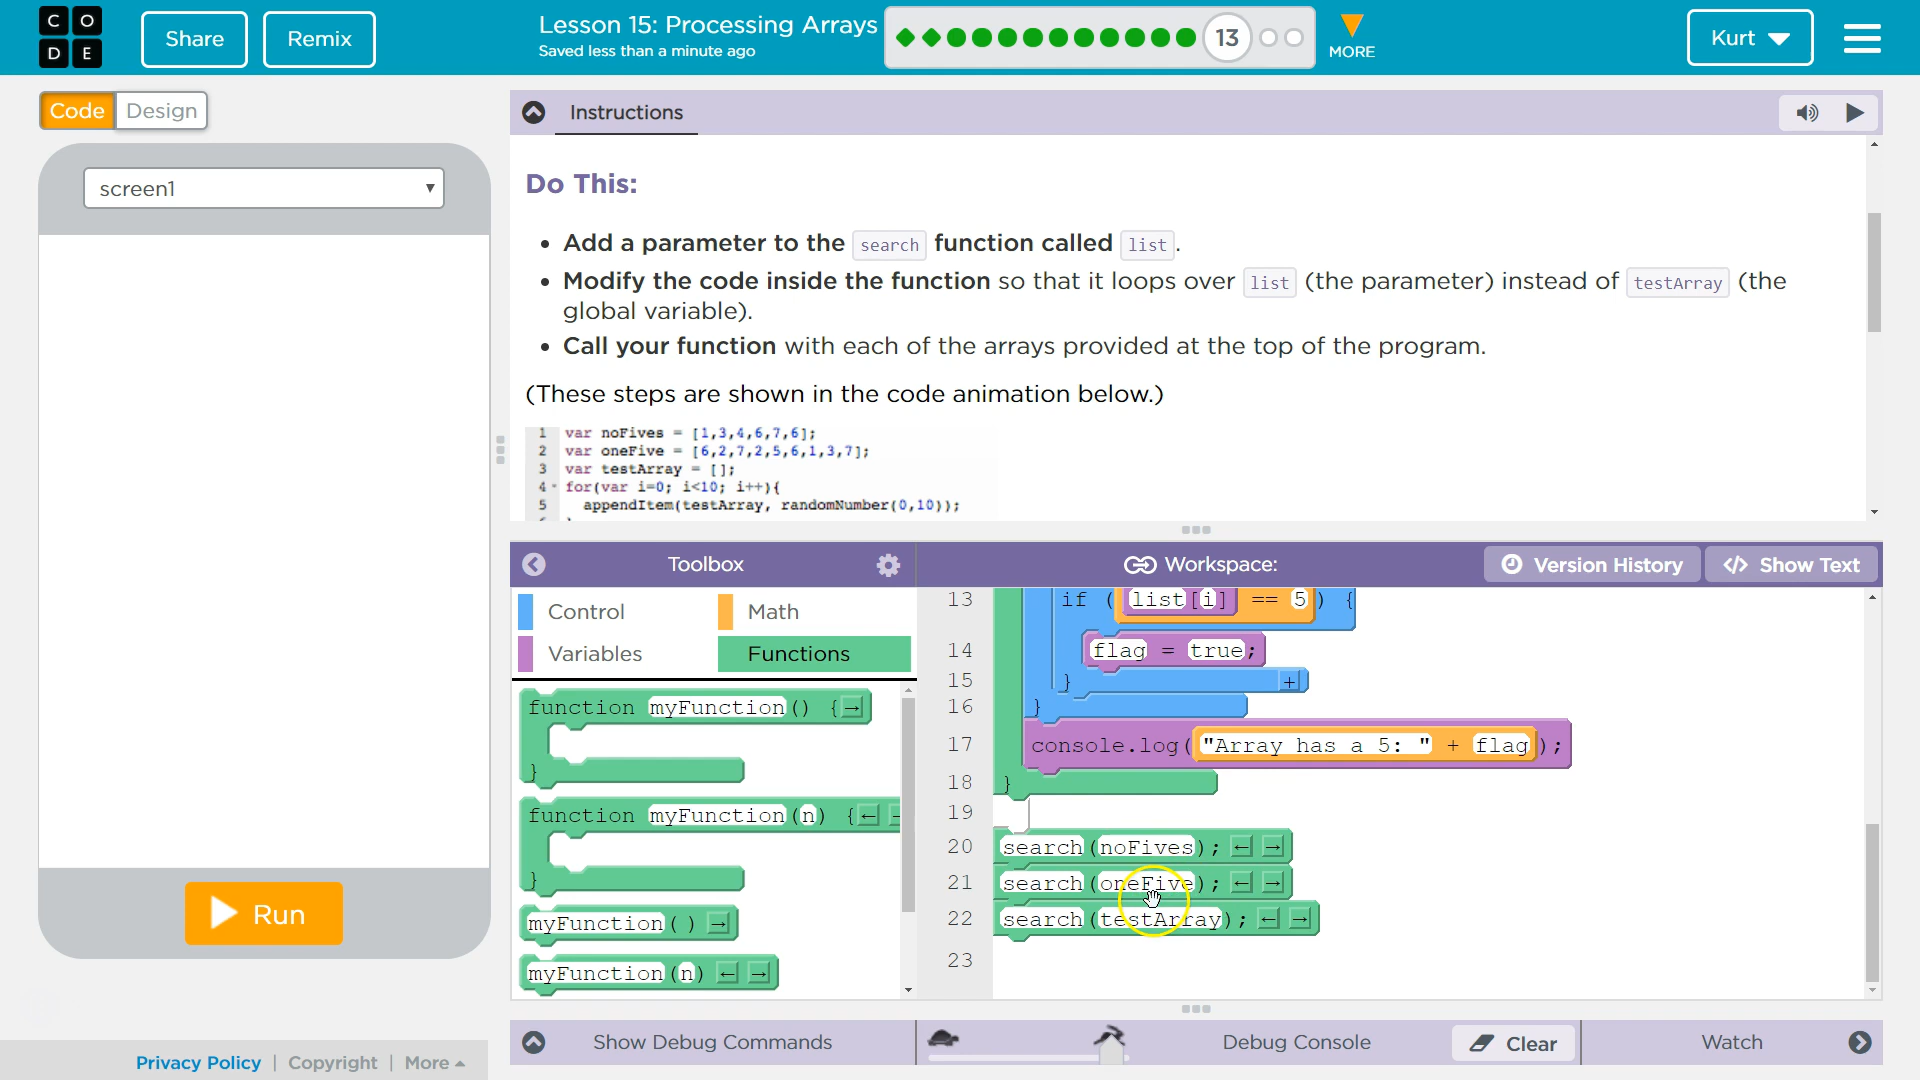 C O
D E
Share
Remix
Lesson 15: Processing Arrays
Saved less than a minute ago
13
MORE
Kurt
Code
Design
Instructions
screen1
Do This:
• Add a parameter to the search function called list.
• Modify the code inside the function so that it loops over list (the parameter) instead of testArray (the
global variable).
• Call your function with each of the arrays provided at the top of the program.
(These steps are shown in the code animation below.)
1 var noFives = [1,3,4,6,7,6];
2 var oneFive = [6,2,7,2,5,6,1,3,7];
3 var testArray = [];
4 for(var i=0; i<10; i++){
5 appendItem(testArray, randomNumber(0,10));
Toolbox
Workspace:
Version History
</> Show Text
Control
Math
Variables
Functions
function myFunction() {→
}
function myFunction(n) {←
}
myFunction( ) →
myFunction(n) ← →
13 if (list[i] == 5) {
14 flag = true;
15 } +
16 }
17 console.log("Array has a 5: " + flag);
18 }
19
20 search(noFives); ← →
21 search(oneFive); ← →
22 search(testArray); ← →
23
Run
Show Debug Commands
Debug Console
Clear
Watch
Privacy Policy | Copyright | More